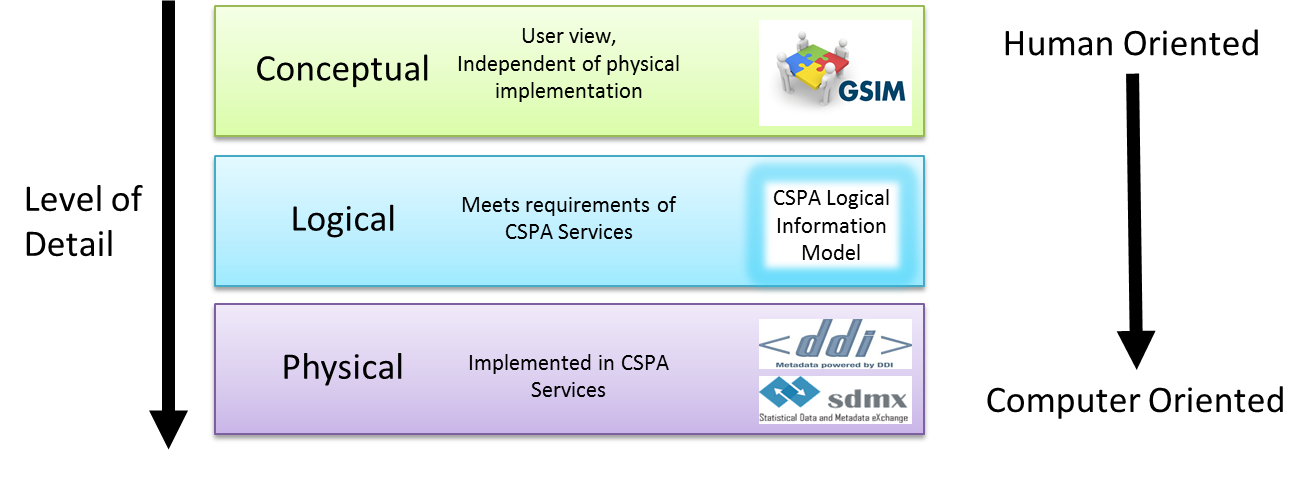 Conceptual
User view,
Independent of physical
implementation
GSIM
Human Oriented
Level of
Detail
Logical
Meets requirements of
CSPA Services
CSPA Logical
Information
Model
Physical
Implemented in CSPA
Services
<ddi>
Metadata powered by DDI
sdmx
Statistical Data and Metadata eXchange
Computer Oriented